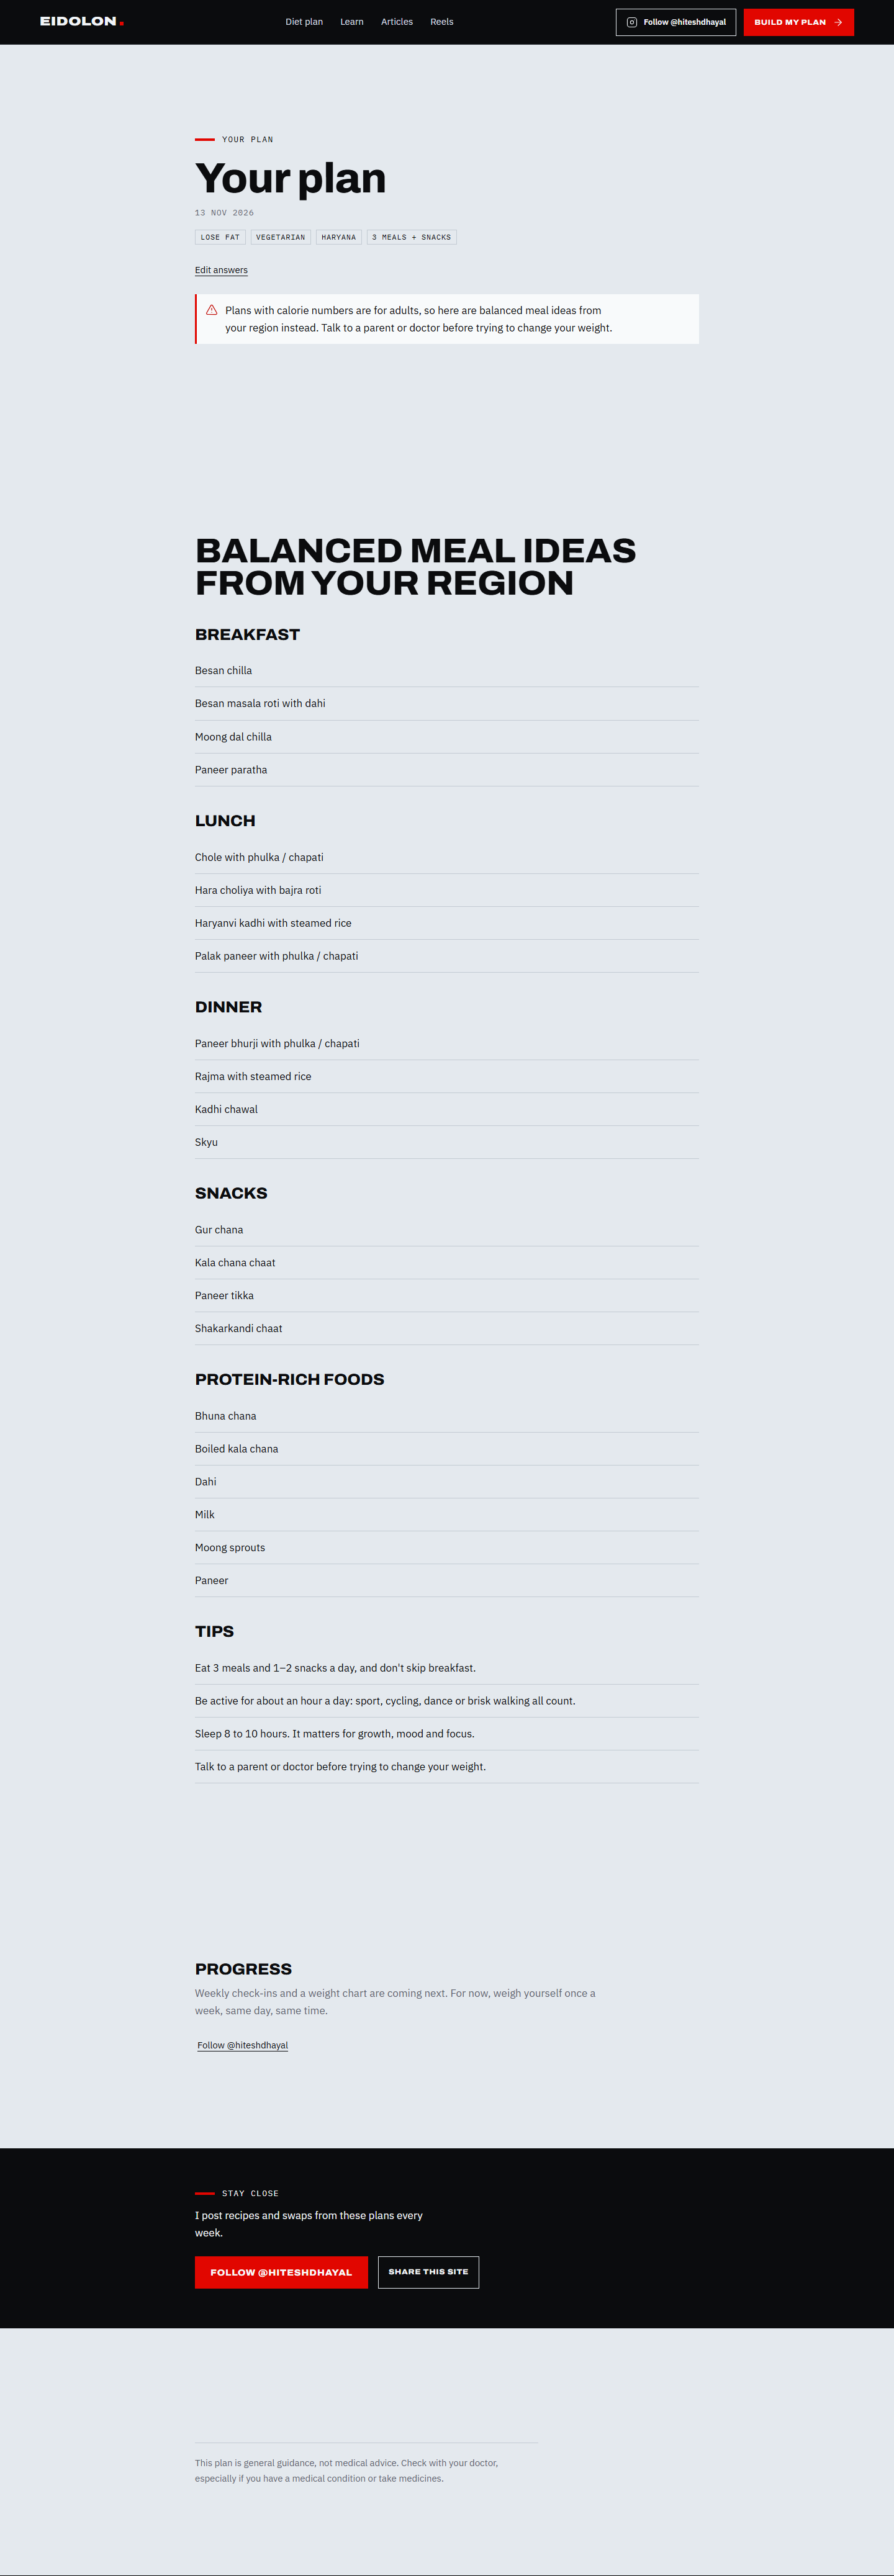 EIDOLON.
Diet plan Learn Articles Reels
Follow @hiteshdhayal
BUILD MY PLAN
YOUR PLAN
Your plan
13 NOV 2026
LOSE FAT VEGETARIAN HARYANA 3 MEALS + SNACKS
Edit answers
Plans with calorie numbers are for adults, so here are balanced meal ideas from
your region instead. Talk to a parent or doctor before trying to change your weight.
BALANCED MEAL IDEAS
FROM YOUR REGION
BREAKFAST
Besan chilla
Besan masala roti with dahi
Moong dal chilla
Paneer paratha
LUNCH
Chole with phulka / chapati
Hara choliya with bajra roti
Haryanvi kadhi with steamed rice
Palak paneer with phulka / chapati
DINNER
Paneer bhurji with phulka / chapati
Rajma with steamed rice
Kadhi chawal
Skyu
SNACKS
Gur chana
Kala chana chaat
Paneer tikka
Shakarkandi chaat
PROTEIN-RICH FOODS
Bhuna chana
Boiled kala chana
Dahi
Milk
Moong sprouts
Paneer
TIPS
Eat 3 meals and 1–2 snacks a day, and don't skip breakfast.
Be active for about an hour a day: sport, cycling, dance or brisk walking all count.
Sleep 8 to 10 hours. It matters for growth, mood and focus.
Talk to a parent or doctor before trying to change your weight.
PROGRESS
Weekly check-ins and a weight chart are coming next. For now, weigh yourself once a
week, same day, same time.
Follow @hiteshdhayal
STAY CLOSE
I post recipes and swaps from these plans every
week.
FOLLOW @HITESHDHAYAL
SHARE THIS SITE
This plan is general guidance, not medical advice. Check with your doctor,
especially if you have a medical condition or take medicines.